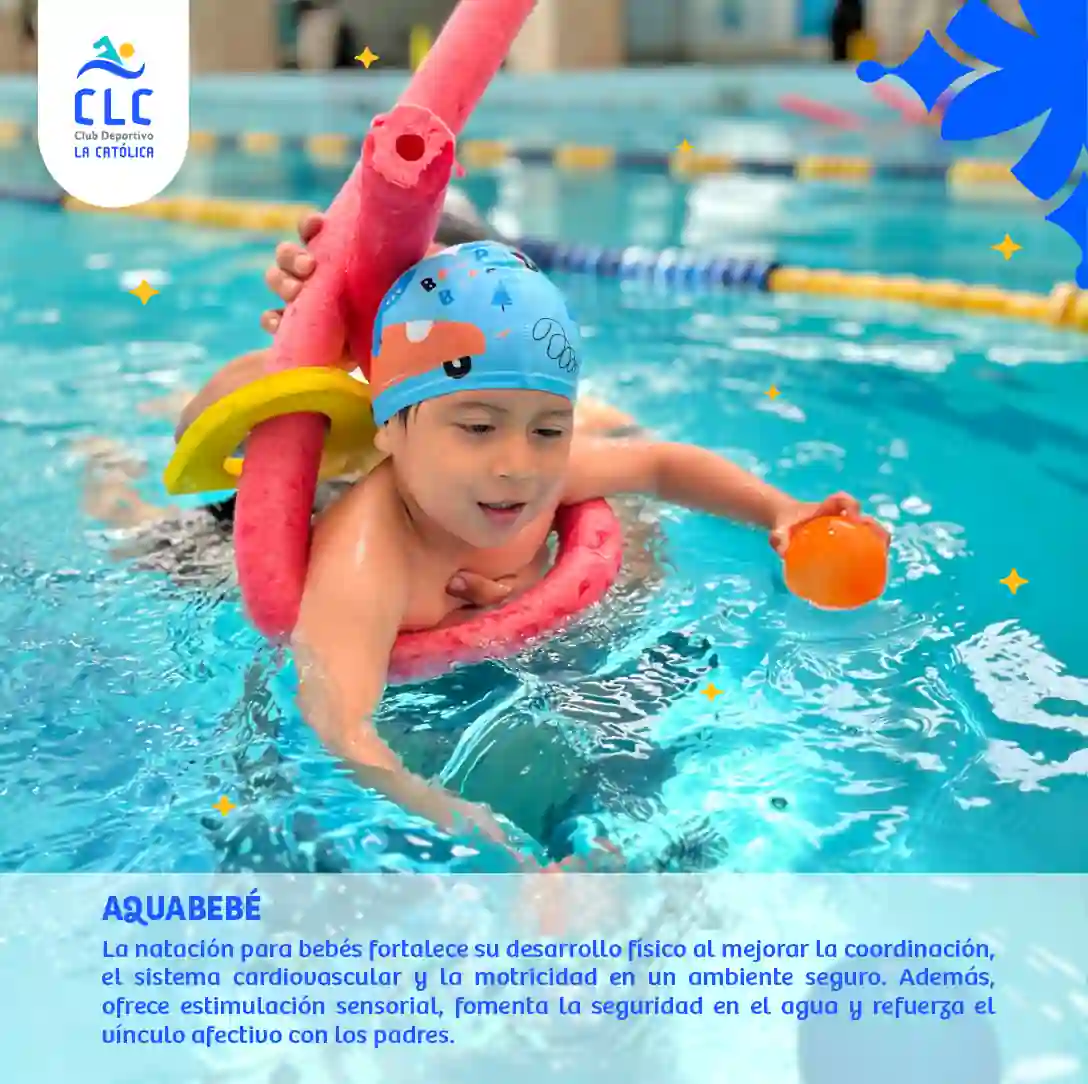 CLC
Club Deportivo
LA CATÓLICA
AQUABEBÉ
La natación para bebés fortalece su desarrollo físico al mejorar la coordinación,
el sistema cardiovascular y la motricidad en un ambiente seguro. Además,
ofrece estimulación sensorial, fomenta la seguridad en el agua y refuerza el
vínculo afectivo con los padres.